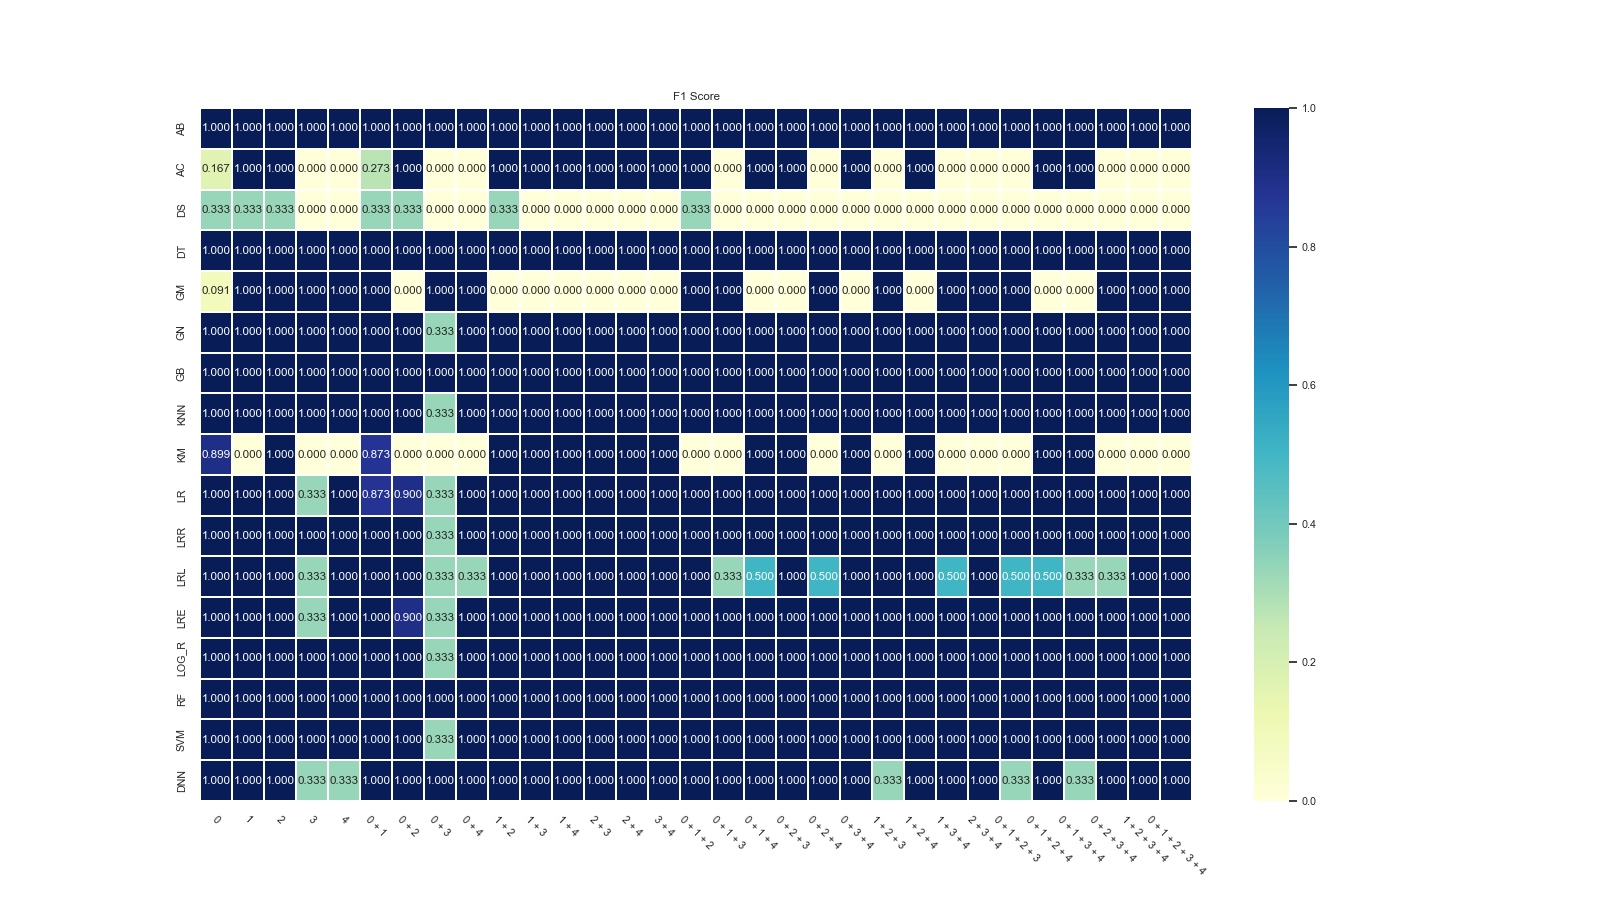 F1 Score
AB 1.000 1.000 1.000 1.000 1.000 1.000 1.000 1.000 1.000 1.000 1.000 1.000 1.000 1.000 1.000 1.000 1.000 1.000 1.000 1.000 1.000 1.000 1.000 1.000 1.000 1.000 1.000 1.000 1.000 1.000 1.000
AC 0.167 1.000 1.000 0.000 0.000 0.273 1.000 0.000 0.000 1.000 1.000 1.000 1.000 1.000 1.000 1.000 0.000 1.000 1.000 0.000 1.000 0.000 1.000 0.000 0.000 0.000 1.000 1.000 0.000 0.000 0.000
DS 0.333 0.333 0.333 0.000 0.000 0.333 0.333 0.000 0.000 0.333 0.000 0.000 0.000 0.000 0.000 0.333 0.000 0.000 0.000 0.000 0.000 0.000 0.000 0.000 0.000 0.000 0.000 0.000 0.000 0.000 0.000
DT 1.000 1.000 1.000 1.000 1.000 1.000 1.000 1.000 1.000 1.000 1.000 1.000 1.000 1.000 1.000 1.000 1.000 1.000 1.000 1.000 1.000 1.000 1.000 1.000 1.000 1.000 1.000 1.000 1.000 1.000 1.000
GM 0.091 1.000 1.000 1.000 1.000 1.000 0.000 1.000 1.000 0.000 0.000 0.000 0.000 0.000 0.000 1.000 1.000 0.000 0.000 1.000 0.000 1.000 0.000 1.000 1.000 1.000 0.000 0.000 1.000 1.000 1.000
GN 1.000 1.000 1.000 1.000 1.000 1.000 1.000 0.333 1.000 1.000 1.000 1.000 1.000 1.000 1.000 1.000 1.000 1.000 1.000 1.000 1.000 1.000 1.000 1.000 1.000 1.000 1.000 1.000 1.000 1.000 1.000
GB 1.000 1.000 1.000 1.000 1.000 1.000 1.000 1.000 1.000 1.000 1.000 1.000 1.000 1.000 1.000 1.000 1.000 1.000 1.000 1.000 1.000 1.000 1.000 1.000 1.000 1.000 1.000 1.000 1.000 1.000 1.000
KNN 1.000 1.000 1.000 1.000 1.000 1.000 1.000 0.333 1.000 1.000 1.000 1.000 1.000 1.000 1.000 1.000 1.000 1.000 1.000 1.000 1.000 1.000 1.000 1.000 1.000 1.000 1.000 1.000 1.000 1.000 1.000
KM 0.899 0.000 1.000 0.000 0.000 0.873 0.000 0.000 0.000 1.000 1.000 1.000 1.000 1.000 1.000 0.000 0.000 1.000 1.000 0.000 1.000 0.000 1.000 0.000 0.000 0.000 1.000 1.000 0.000 0.000 0.000
LR 1.000 1.000 1.000 0.333 1.000 0.873 0.900 0.333 1.000 1.000 1.000 1.000 1.000 1.000 1.000 1.000 1.000 1.000 1.000 1.000 1.000 1.000 1.000 1.000 1.000 1.000 1.000 1.000 1.000 1.000 1.000
LRR 1.000 1.000 1.000 1.000 1.000 1.000 1.000 0.333 1.000 1.000 1.000 1.000 1.000 1.000 1.000 1.000 1.000 1.000 1.000 1.000 1.000 1.000 1.000 1.000 1.000 1.000 1.000 1.000 1.000 1.000 1.000
LRL 1.000 1.000 1.000 0.333 1.000 1.000 1.000 0.333 0.333 1.000 1.000 1.000 1.000 1.000 1.000 1.000 0.333 0.500 1.000 0.500 1.000 1.000 1.000 0.500 1.000 0.500 0.500 0.333 0.333 1.000 1.000
LRE 1.000 1.000 1.000 0.333 1.000 1.000 0.900 0.333 1.000 1.000 1.000 1.000 1.000 1.000 1.000 1.000 1.000 1.000 1.000 1.000 1.000 1.000 1.000 1.000 1.000 1.000 1.000 1.000 1.000 1.000 1.000
LOG_R 1.000 1.000 1.000 1.000 1.000 1.000 1.000 0.333 1.000 1.000 1.000 1.000 1.000 1.000 1.000 1.000 1.000 1.000 1.000 1.000 1.000 1.000 1.000 1.000 1.000 1.000 1.000 1.000 1.000 1.000 1.000
RF 1.000 1.000 1.000 1.000 1.000 1.000 1.000 1.000 1.000 1.000 1.000 1.000 1.000 1.000 1.000 1.000 1.000 1.000 1.000 1.000 1.000 1.000 1.000 1.000 1.000 1.000 1.000 1.000 1.000 1.000 1.000
SVM 1.000 1.000 1.000 1.000 1.000 1.000 1.000 0.333 1.000 1.000 1.000 1.000 1.000 1.000 1.000 1.000 1.000 1.000 1.000 1.000 1.000 1.000 1.000 1.000 1.000 1.000 1.000 1.000 1.000 1.000 1.000
DNN 1.000 1.000 1.000 0.333 0.333 1.000 1.000 1.000 1.000 1.000 1.000 1.000 1.000 1.000 1.000 1.000 1.000 1.000 1.000 1.000 1.000 0.333 1.000 1.000 1.000 0.333 1.000 0.333 1.000 1.000 1.000
0
1
2
3
4
0 + 1
0 + 2
0 + 3
0 + 4
1 + 2
1 + 3
1 + 4
2 + 3
2 + 4
3 + 4
0 + 1 + 2
0 + 1 + 3
0 + 1 + 4
0 + 2 + 3
0 + 2 + 4
0 + 3 + 4
1 + 2 + 3
1 + 2 + 4
1 + 3 + 4
2 + 3 + 4
0 + 1 + 2 + 3
0 + 1 + 2 + 4
0 + 1 + 3 + 4
0 + 2 + 3 + 4
1 + 2 + 3 + 4
0 + 1 + 2 + 3 + 4
1.0
0.8
0.6
0.4
0.2
0.0